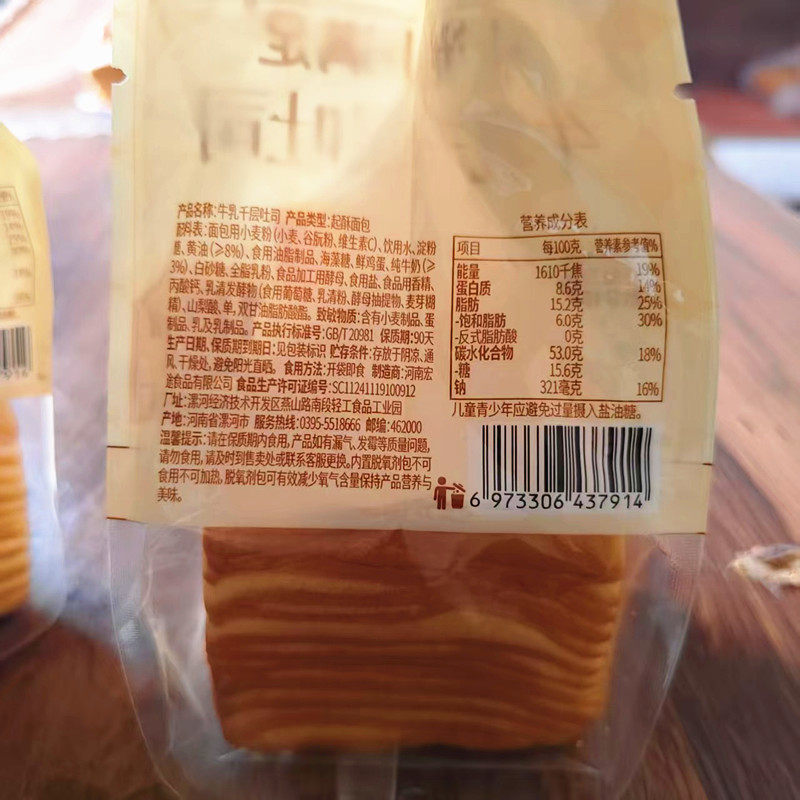 满足
吐司
产品名称:牛乳千层吐司 产品类型:起酥面包
配料表:面包用小麦粉(小麦、谷朊粉、维生素C)、饮用水、淀粉
糖、黄油(≥8%)、食用油脂制品、海藻糖、鲜鸡蛋、纯牛奶(≥
3%)、白砂糖、全脂乳粉、食品加工用酵母、食用盐、食品用香精、
丙酸钙、乳清发酵物(食用葡萄糖、乳清粉、酵母抽提物、麦芽糊
精)、山梨酸、单,双甘油脂肪酸酯。致敏物质:含有小麦制品、蛋
制品、乳及乳制品。产品执行标准号:GB/T 20981 保质期:90天
生产日期、保质期到期日:见包装标识 贮存条件:存放于阴凉、通
风、干燥处,避免阳光直晒。食用方法:开袋即食 制造商:河南宏
途食品有限公司 食品生产许可证编号:SC11241119100912
厂址:漯河经济技术开发区燕山路南段轻工食品工业园
产地:河南省漯河市 服务热线:0395-5518666 邮编:462000
温馨提示:请在保质期内食用,产品如有漏气、发霉等质量问题,
请勿食用,请及时到售卖处或联系客服更换。内置脱氧剂包不可
食用不可加热,脱氧剂包可有效减少氧气含量保持产品营养与
美味。
营养成分表
项目 每100克 营养素参考值%
能量 1610千焦 19%
蛋白质 8.6克 14%
脂肪 15.2克 25%
-饱和脂肪 6.0克 30%
-反式脂肪酸 0克
碳水化合物 53.0克 18%
-糖 15.6克
钠 321毫克 16%
儿童青少年应避免过量摄入盐油糖。
6 973306 437914